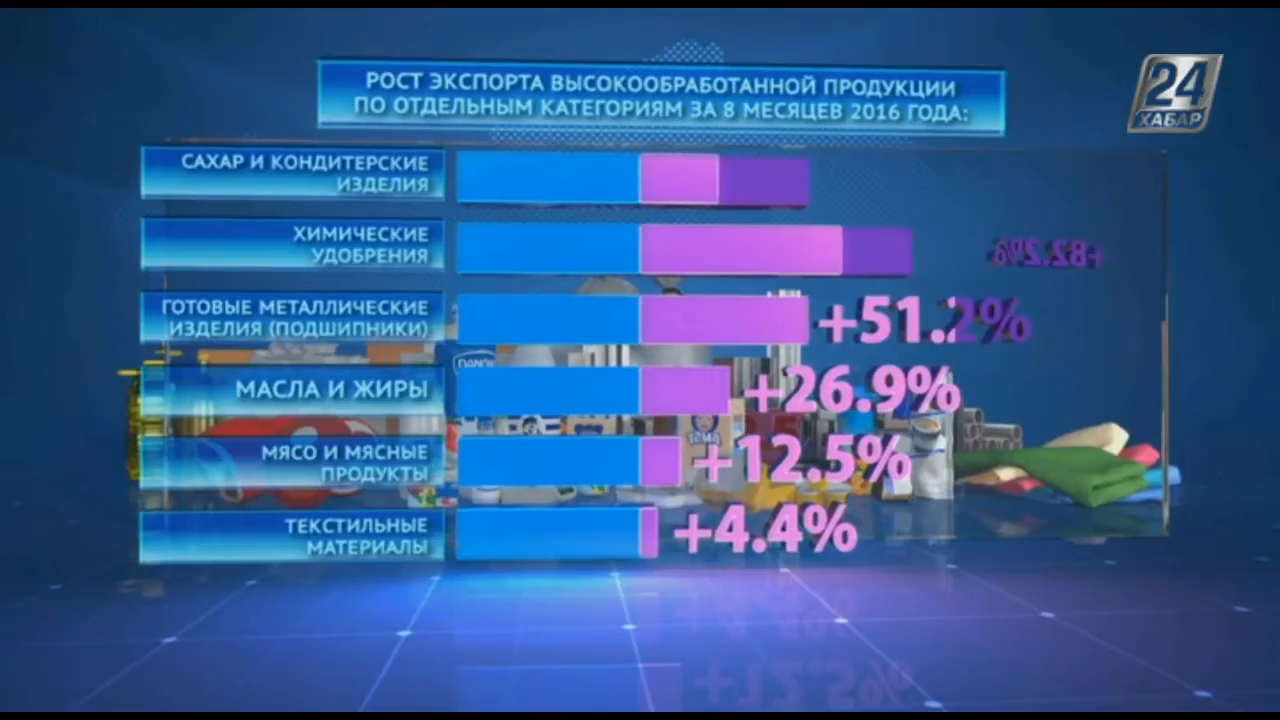 РОСТ ЭКСПОРТА ВЫСОКООБРАБОТАННОЙ ПРОДУКЦИИ
ПО ОТДЕЛЬНЫМ КАТЕГОРИЯМ ЗА 8 МЕСЯЦЕВ 2016 ГОДА:
24
ХАБАР
САХАР И КОНДИТЕРСКИЕ
ИЗДЕЛИЯ
ХИМИЧЕСКИЕ
УДОБРЕНИЯ
+82.2%
ГОТОВЫЕ МЕТАЛЛИЧЕСКИЕ
ИЗДЕЛИЯ (ПОДШИПНИКИ)
+51.2%
МАСЛА И ЖИРЫ
+26.9%
МЯСО И МЯСНЫЕ
ПРОДУКТЫ
+12.5%
ТЕКСТИЛЬНЫЕ
МАТЕРИАЛЫ
+4.4%